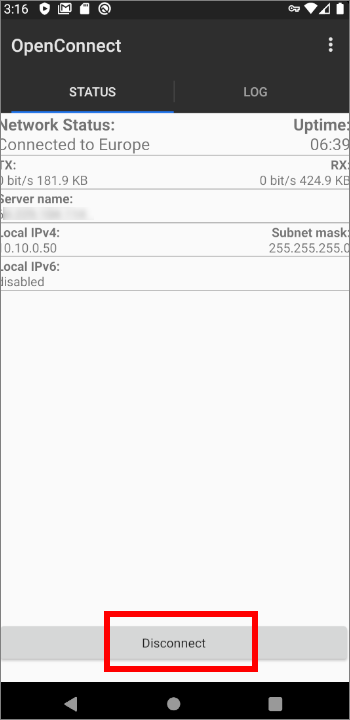 3:16
OpenConnect
STATUS LOG
Network Status: Uptime:
Connected to Europe 06:39
TX: RX:
0 bit/s 181.9 KB 0 bit/s 424.9 KB
Server name:
Local IPv4: Subnet mask:
10.10.0.50 255.255.255.0
Local IPv6:
disabled
Disconnect